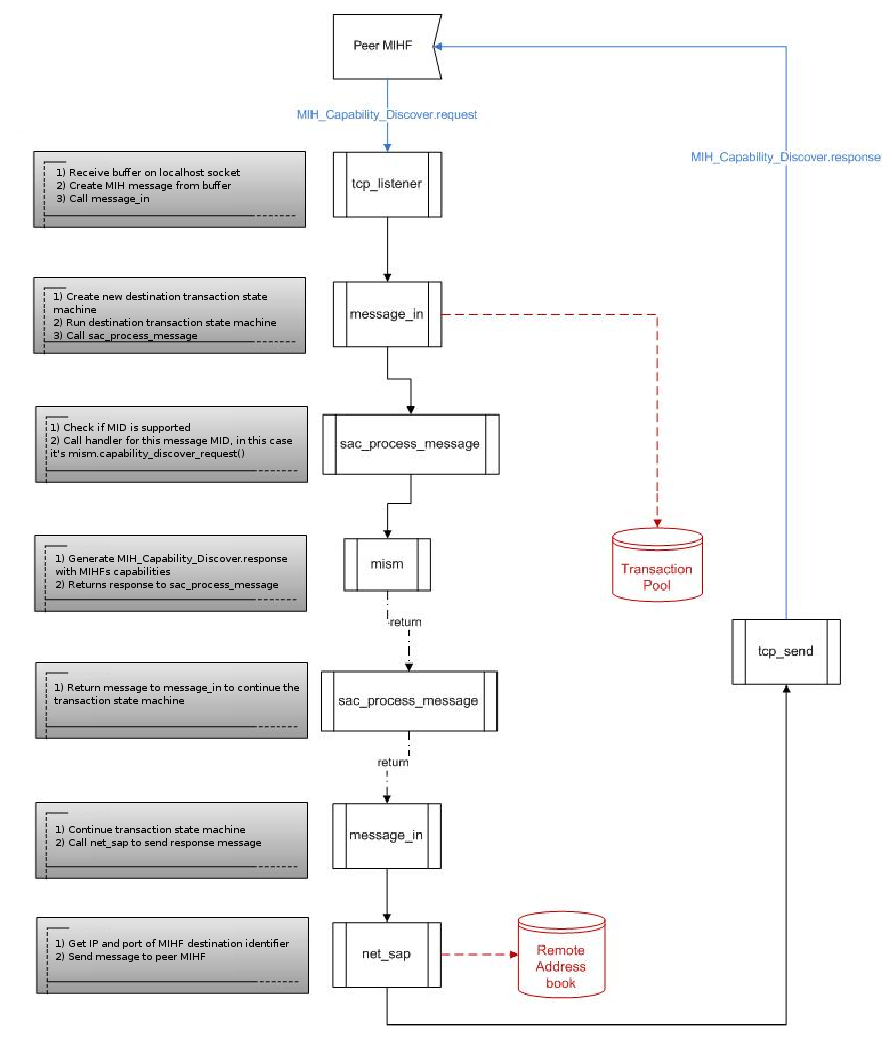 Peer MIHF
MIH_Capability_Discover.request
MIH_Capability_Discover.response
1) Receive buffer on localhost socket
2) Create MIH message from buffer
3) Call message_in
tcp_listener
1) Create new destination transaction state
machine
2) Run destination transaction state machine
3) Call sac_process_message
message_in
1) Check if MID is supported
2) Call handler for this message MID, in this case
it's mism.capability_discover_request()
sac_process_message
1) Generate MIH_Capability_Discover.response
with MIHFs capabilities
2) Returns response to sac_process_message
mism
Transaction
Pool
return
tcp_send
1) Return message to message_in to continue the
transaction state machine
sac_process_message
return
1) Continue transaction state machine
2) Call net_sap to send response message
message_in
1) Get IP and port of MIHF destination identifier
2) Send message to peer MIHF
net_sap
Remote
Address
book